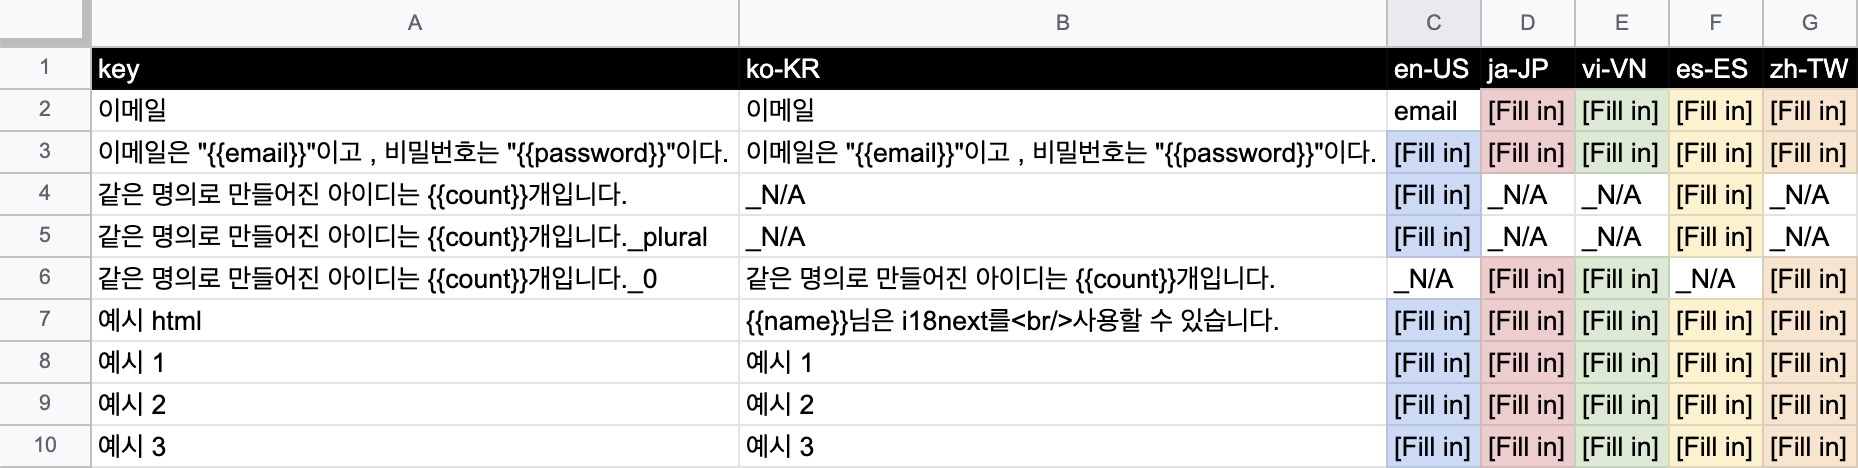 A B C D E F G
1 key ko-KR en-US ja-JP vi-VN es-ES zh-TW
2 이메일 이메일 email [Fill in] [Fill in] [Fill in] [Fill in]
3 이메일은 "{{email}}"이고 , 비밀번호는 "{{password}}"이다. 이메일은 "{{email}}"이고 , 비밀번호는 "{{password}}"이다. [Fill in] [Fill in] [Fill in] [Fill in] [Fill in]
4 같은 명의로 만들어진 아이디는 {{count}}개입니다. _N/A [Fill in] _N/A _N/A [Fill in] _N/A
5 같은 명의로 만들어진 아이디는 {{count}}개입니다._plural _N/A [Fill in] _N/A _N/A [Fill in] _N/A
6 같은 명의로 만들어진 아이디는 {{count}}개입니다._0 같은 명의로 만들어진 아이디는 {{count}}개입니다. _N/A [Fill in] [Fill in] _N/A [Fill in]
7 예시 html {{name}}님은 i18next를<br/>사용할 수 있습니다. [Fill in] [Fill in] [Fill in] [Fill in] [Fill in]
8 예시 1 예시 1 [Fill in] [Fill in] [Fill in] [Fill in] [Fill in]
9 예시 2 예시 2 [Fill in] [Fill in] [Fill in] [Fill in] [Fill in]
10 예시 3 예시 3 [Fill in] [Fill in] [Fill in] [Fill in] [Fill in]